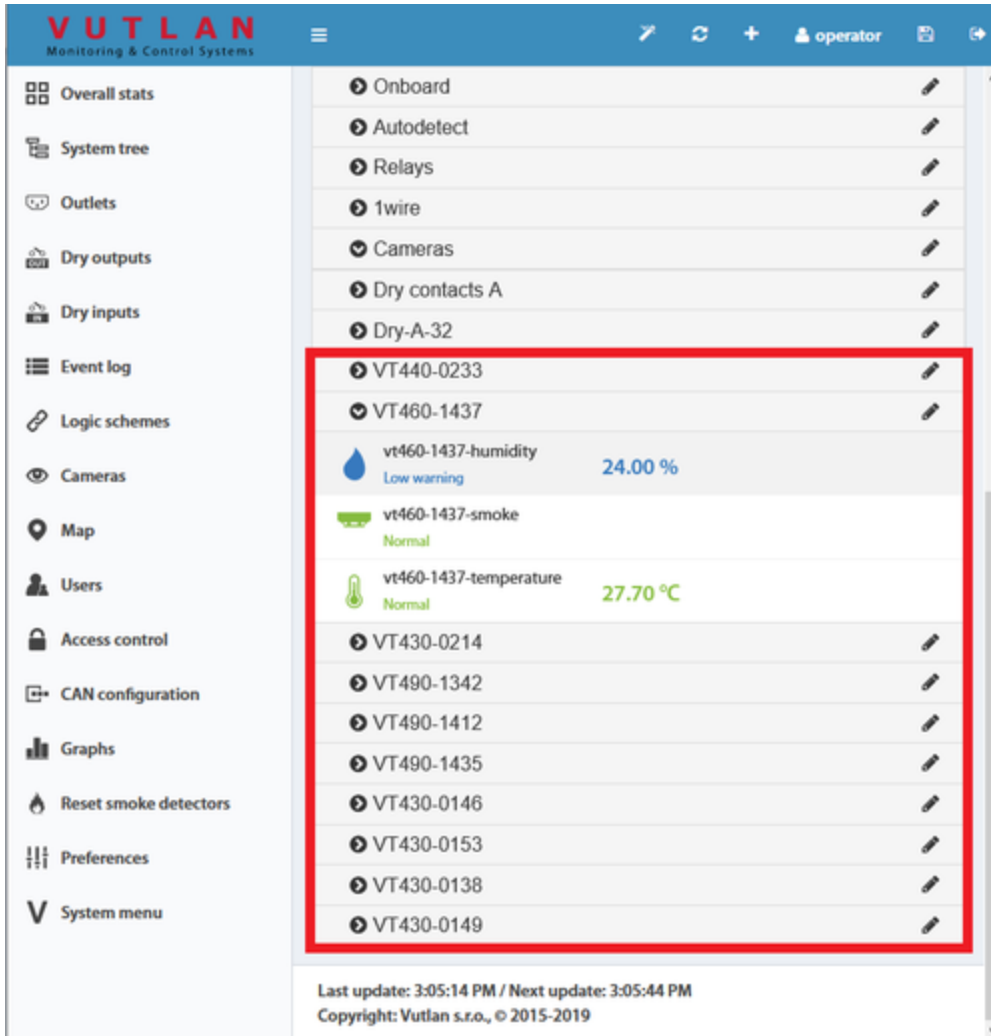 VUTLAN
Monitoring & Control Systems
operator
Overall stats
System tree
Outlets
Dry outputs
Dry inputs
Event log
Logic schemes
Cameras
Map
Users
Access control
CAN configuration
Graphs
Reset smoke detectors
Preferences
V System menu
Onboard
Autodetect
Relays
1wire
Cameras
Dry contacts A
Dry-A-32
VT440-0233
VT460-1437
vt460-1437-humidity
Low warning
24.00 %
vt460-1437-smoke
Normal
vt460-1437-temperature
Normal
27.70 °C
VT430-0214
VT490-1342
VT490-1412
VT490-1435
VT430-0146
VT430-0153
VT430-0138
VT430-0149
Last update: 3:05:14 PM / Next update: 3:05:44 PM
Copyright: Vutlan s.r.o., © 2015-2019